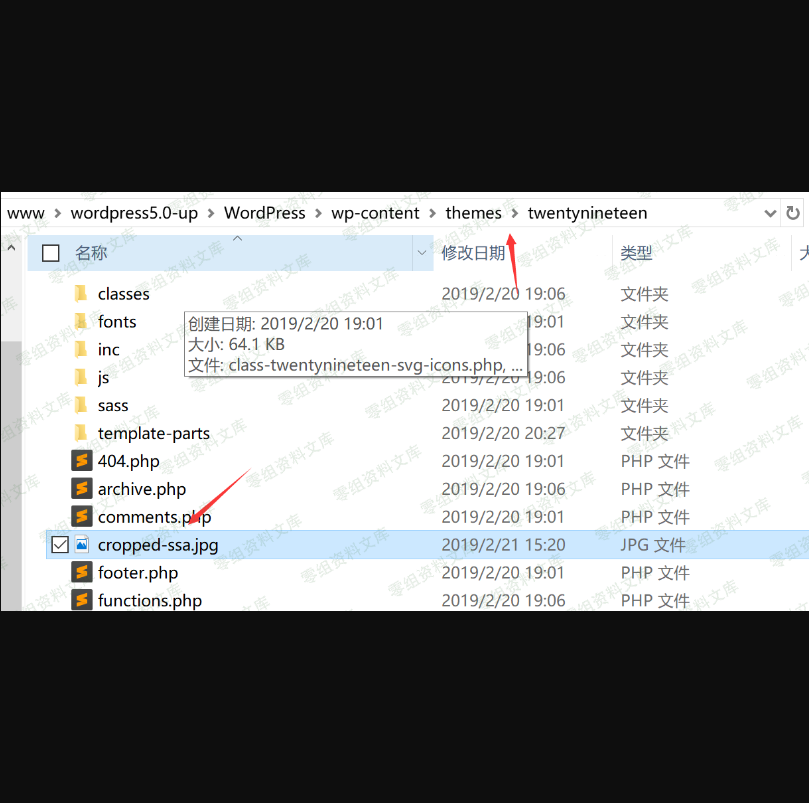 www > wordpress5.0-up > WordPress > wp-content > themes > twentynineteen
名称 修改日期 类型
classes 2019/2/20 19:06 文件夹
fonts 2019/2/20 19:01 文件夹
inc 19:06 文件夹
js 2019/2/20 19:06 文件夹
创建日期: 2019/2/20 19:01
大小: 64.1 KB
文件: class-twentynineteen-svg-icons.php, ...
sass 2019/2/20 19:01 文件夹
template-parts 2019/2/20 20:27 文件夹
404.php 2019/2/20 19:01 PHP 文件
archive.php 2019/2/20 19:06 PHP 文件
comments.php 2019/2/20 19:01 PHP 文件
cropped-ssa.jpg 2019/2/21 15:20 JPG 文件
footer.php 2019/2/20 19:01 PHP 文件
functions.php 2019/2/20 19:06 PHP 文件
零组资料文库